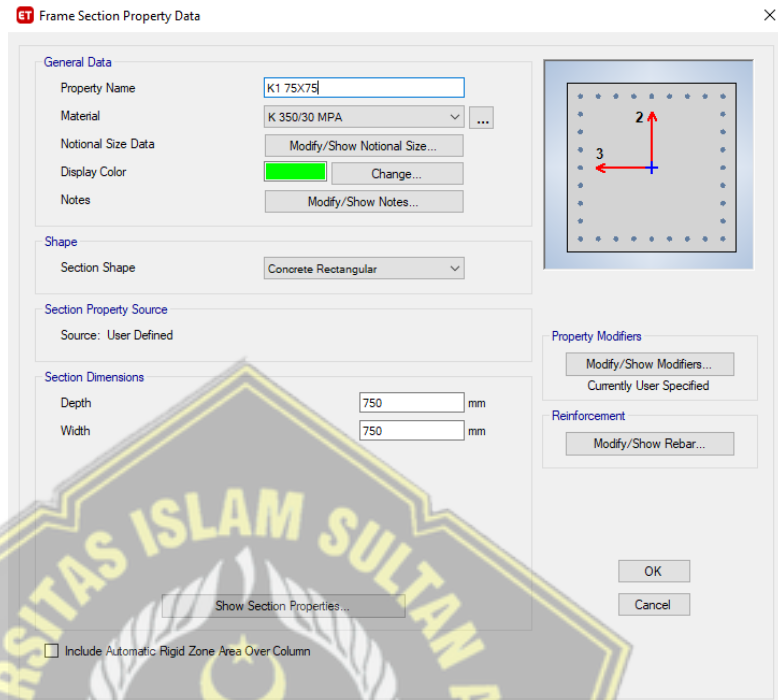 ET Frame Section Property Data
General Data
Property Name K1 75X75
Material K 350/30 MPA ...
Notional Size Data Modify/Show Notional Size...
Display Color Change...
Notes Modify/Show Notes...
2
3
Shape
Section Shape Concrete Rectangular
Section Property Source
Source: User Defined
Property Modifiers
Modify/Show Modifiers...
Currently User Specified
Section Dimensions
Depth 750 mm
Width 750 mm
Reinforcement
Modify/Show Rebar...
OK
Cancel
Show Section Properties...
Include Automatic Rigid Zone Area Over Column
RSITAS ISLAM SULTAN A